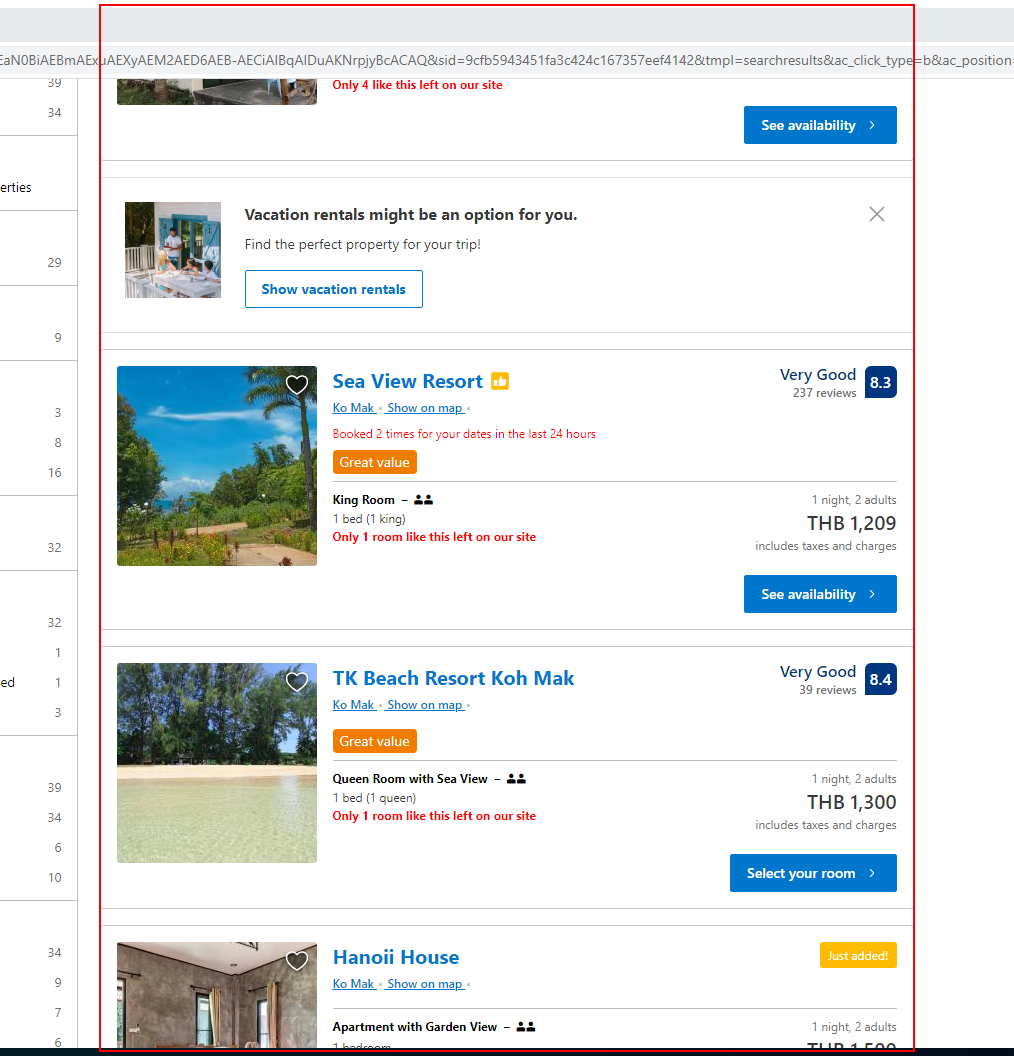 EaN0BiAEBmAExuAEXyAEM2AED6AEB-AECiAIBqAIDuAKNrpjyBcACAQ&sid=9cfb5943451fa3c424c167357eef4142&tmpl=searchresults&ac_click_type=b&ac_position=
39
34
erties
29
9
3
8
16
32
32
1
ed 1
3
39
34
6
10
34
9
7
6
Only 4 like this left on our site
See availability
Vacation rentals might be an option for you.
Find the perfect property for your trip!
Show vacation rentals
Sea View Resort
Very Good 8.3
237 reviews
Ko Mak • Show on map •
Booked 2 times for your dates in the last 24 hours
Great value
King Room –
1 night, 2 adults
1 bed (1 king)
THB 1,209
Only 1 room like this left on our site
includes taxes and charges
See availability
TK Beach Resort Koh Mak
Very Good 8.4
39 reviews
Ko Mak • Show on map •
Great value
Queen Room with Sea View –
1 night, 2 adults
1 bed (1 queen)
THB 1,300
Only 1 room like this left on our site
includes taxes and charges
Select your room
Hanoii House
Just added!
Ko Mak • Show on map •
Apartment with Garden View –
1 night, 2 adults
1 bedroom
THB 1,500